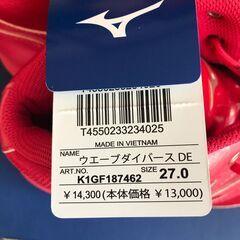 T4550233234025
MADE IN VIETNAM
NAME ウエーブダイバース DE
ART.NO. K1GF187462 SIZE 27.0
¥14,300(本体価格 ¥13,000)